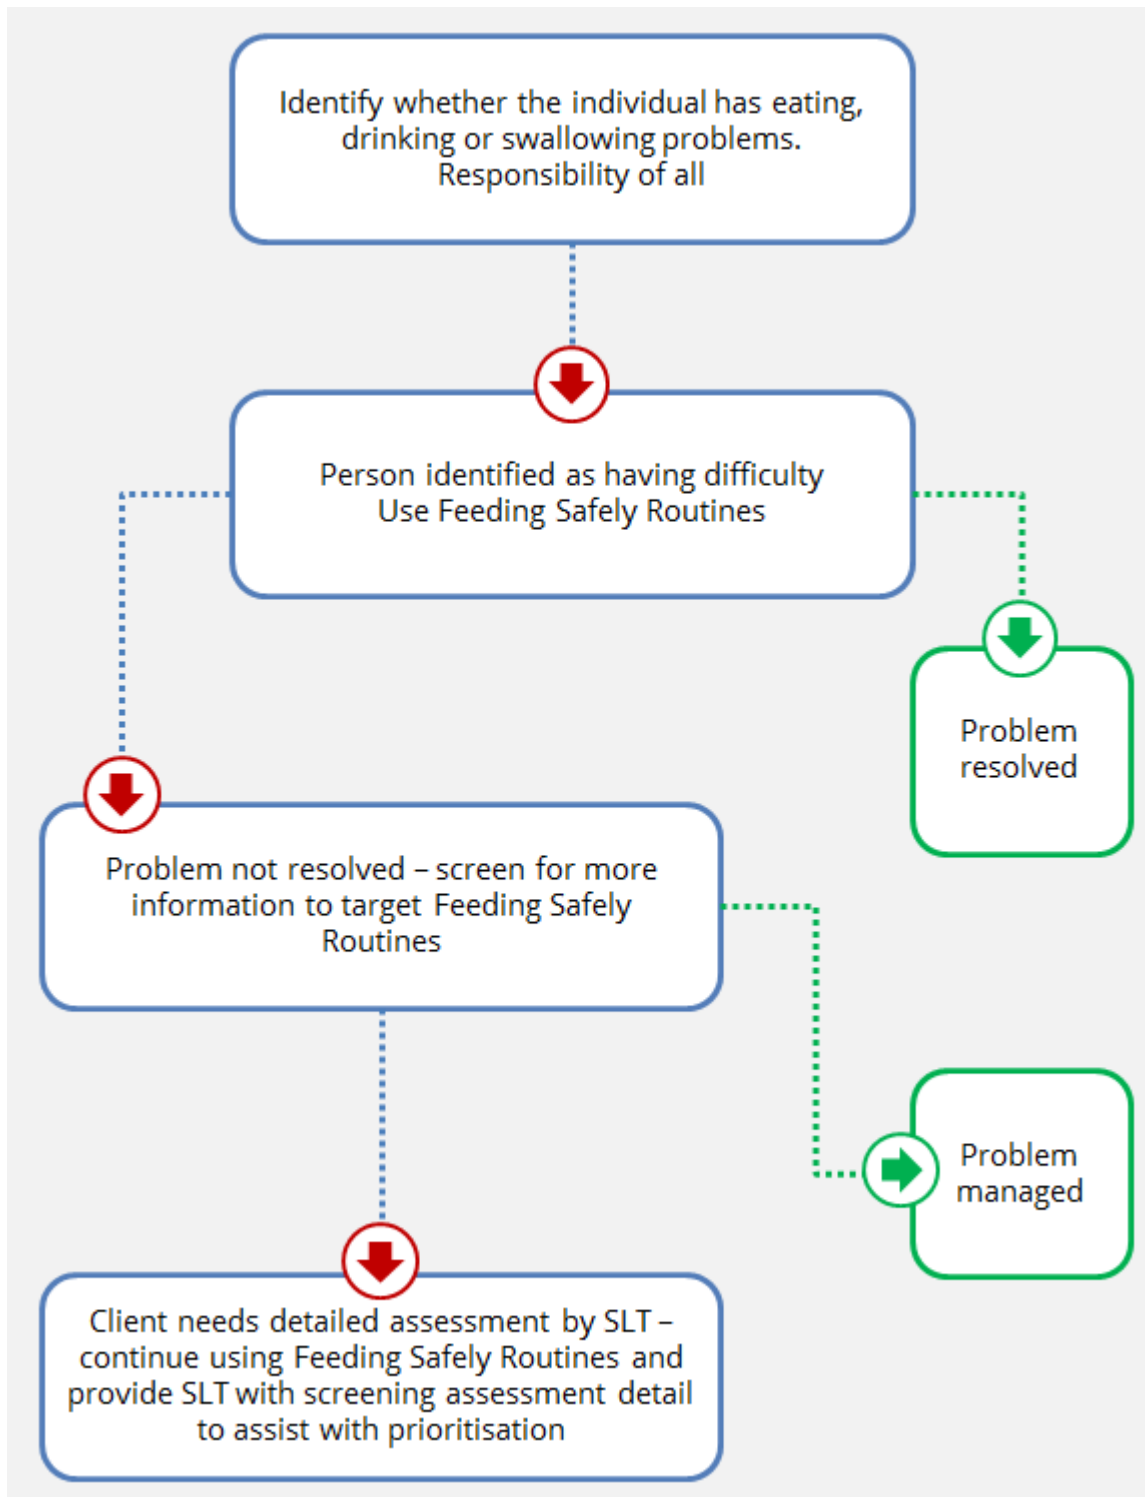 Identify whether the individual has eating,
drinking or swallowing problems.
Responsibility of all
Person identified as having difficulty
Use Feeding Safely Routines
Problem
resolved
Problem not resolved – screen for more
information to target Feeding Safely
Routines
Problem
managed
Client needs detailed assessment by SLT –
continue using Feeding Safely Routines and
provide SLT with screening assessment detail
to assist with prioritisation